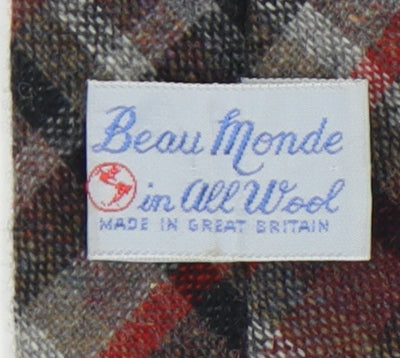 Beau Monde
in All Wool
MADE IN GREAT BRITAIN